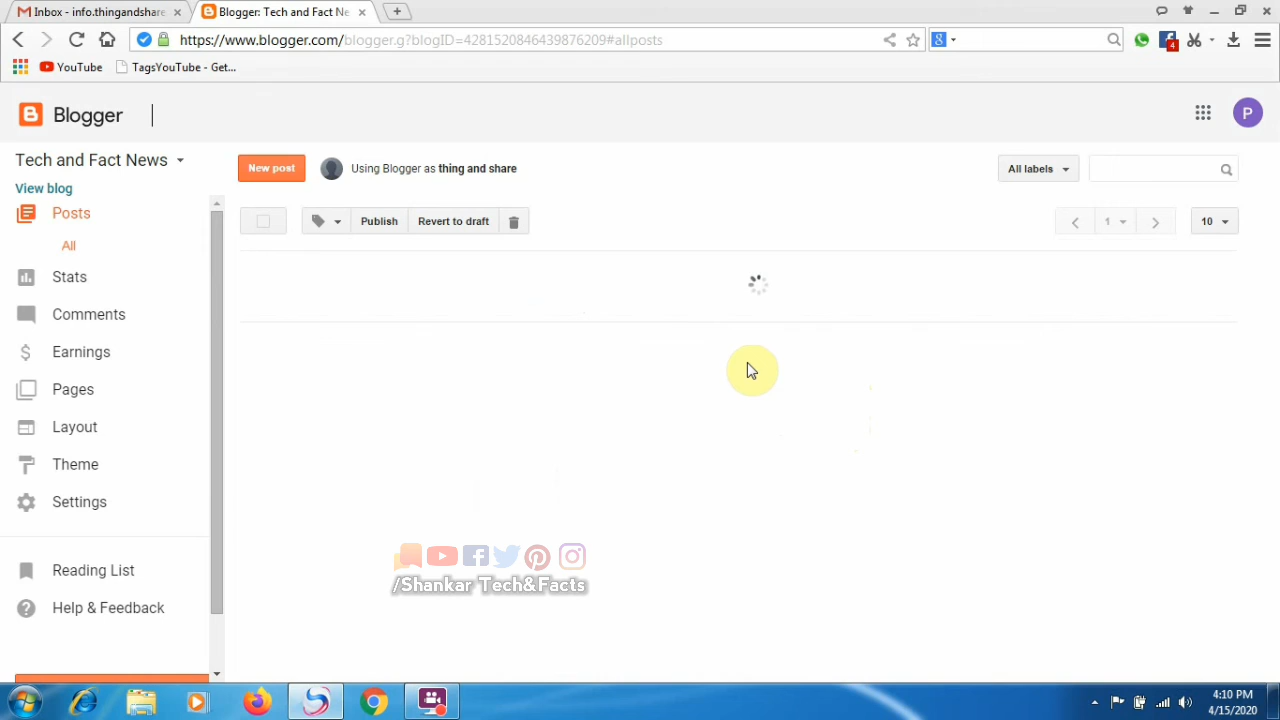 Inbox - info.thingandshare
Blogger: Tech and Fact Ne
https://www.blogger.com/blogger.g?blogID=4281520846439876209#allposts
4
YouTube
TagsYouTube - Get...
Blogger
P
Tech and Fact News
New post
Using Blogger as thing and share
All labels
View blog
Posts
Publish
Revert to draft
1
10
All
Stats
Comments
Earnings
Pages
Layout
Theme
Settings
/Shankar Tech&Facts
Reading List
Help & Feedback
4:10 PM
4/15/2020